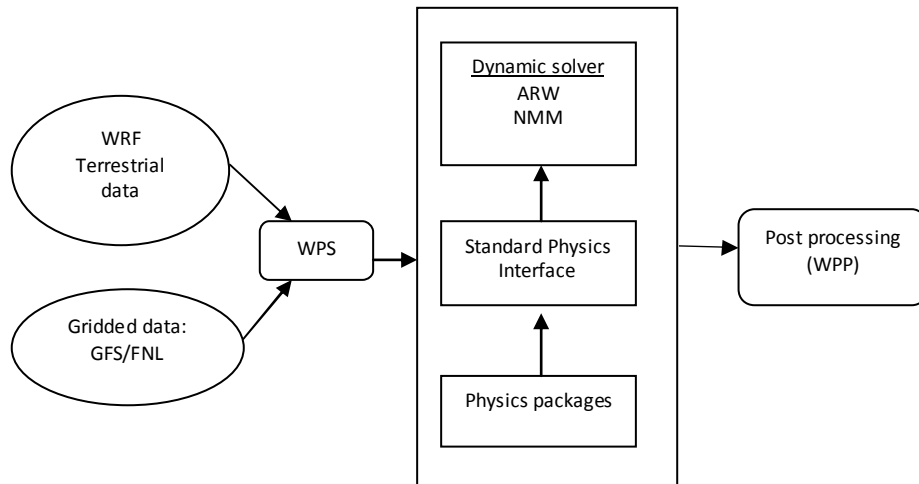 WRF
Terrestrial
data
Gridded data:
GFS/FNL
WPS
Dynamic solver
ARW
NMM
Standard Physics
Interface
Physics packages
Post processing
(WPP)